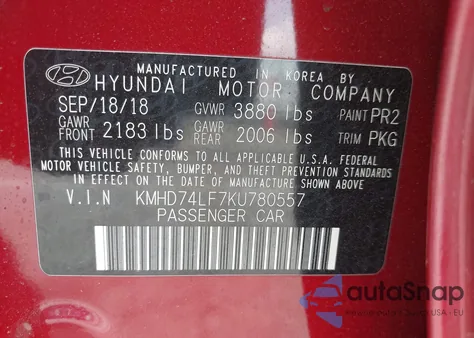 MANUFACTURED IN KOREA BY
HYUNDAI MOTOR COMPANY
SEP/18/18 GVWR 3880 lbs PAINT PR2
GAWR FRONT 2183 lbs GAWR REAR 2006 lbs TRIM PKG
THIS VEHICLE CONFORMS TO ALL APPLICABLE U.S.A. FEDERAL
MOTOR VEHICLE SAFETY, BUMPER, AND THEFT PREVENTION STANDARDS
IN EFFECT ON THE DATE OF MANUFACTURE SHOWN ABOVE.
V.I.N KMHD74LF7KU780557
PASSENGER CAR
autoSnap